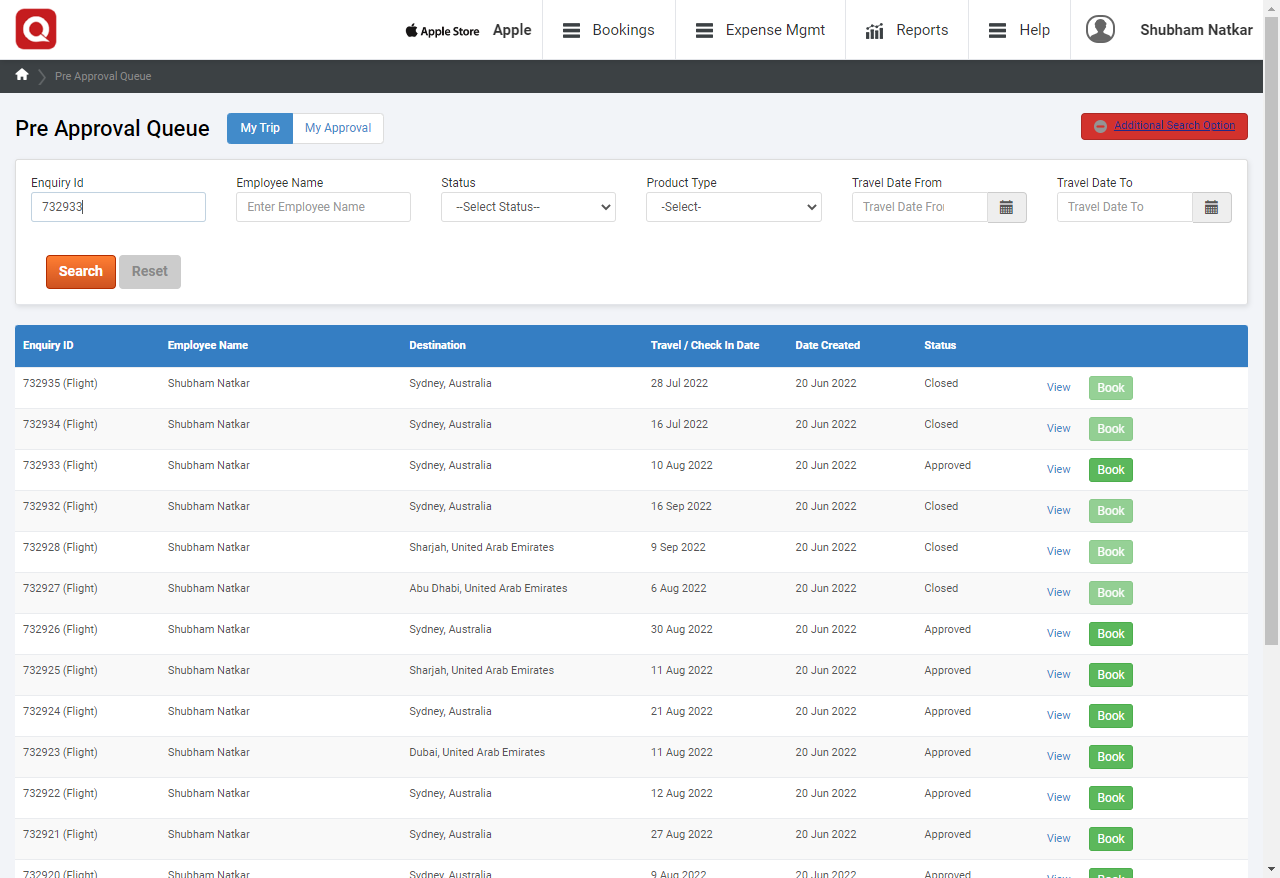 Apple Store Apple Bookings Expense Mgmt Reports Help Shubham Natkar
Pre Approval Queue
Pre Approval Queue My Trip My Approval Additional Search Option
Enquiry Id Employee Name Status Product Type Travel Date From Travel Date To
732933 Enter Employee Name --Select Status-- -Select- Travel Date Fro Travel Date To
Search Reset
Enquiry ID Employee Name Destination Travel / Check In Date Date Created Status
732935 (Flight) Shubham Natkar Sydney, Australia 28 Jul 2022 20 Jun 2022 Closed View Book
732934 (Flight) Shubham Natkar Sydney, Australia 16 Jul 2022 20 Jun 2022 Closed View Book
732933 (Flight) Shubham Natkar Sydney, Australia 10 Aug 2022 20 Jun 2022 Approved View Book
732932 (Flight) Shubham Natkar Sydney, Australia 16 Sep 2022 20 Jun 2022 Closed View Book
732928 (Flight) Shubham Natkar Sharjah, United Arab Emirates 9 Sep 2022 20 Jun 2022 Closed View Book
732927 (Flight) Shubham Natkar Abu Dhabi, United Arab Emirates 6 Aug 2022 20 Jun 2022 Closed View Book
732926 (Flight) Shubham Natkar Sydney, Australia 30 Aug 2022 20 Jun 2022 Approved View Book
732925 (Flight) Shubham Natkar Sharjah, United Arab Emirates 11 Aug 2022 20 Jun 2022 Approved View Book
732924 (Flight) Shubham Natkar Sydney, Australia 21 Aug 2022 20 Jun 2022 Approved View Book
732923 (Flight) Shubham Natkar Dubai, United Arab Emirates 11 Aug 2022 20 Jun 2022 Approved View Book
732922 (Flight) Shubham Natkar Sydney, Australia 12 Aug 2022 20 Jun 2022 Approved View Book
732921 (Flight) Shubham Natkar Sydney, Australia 27 Aug 2022 20 Jun 2022 Approved View Book
732920 (Flight) Shubham Natkar Sydney, Australia 9 Aug 2022 20 Jun 2022 Approved View Book